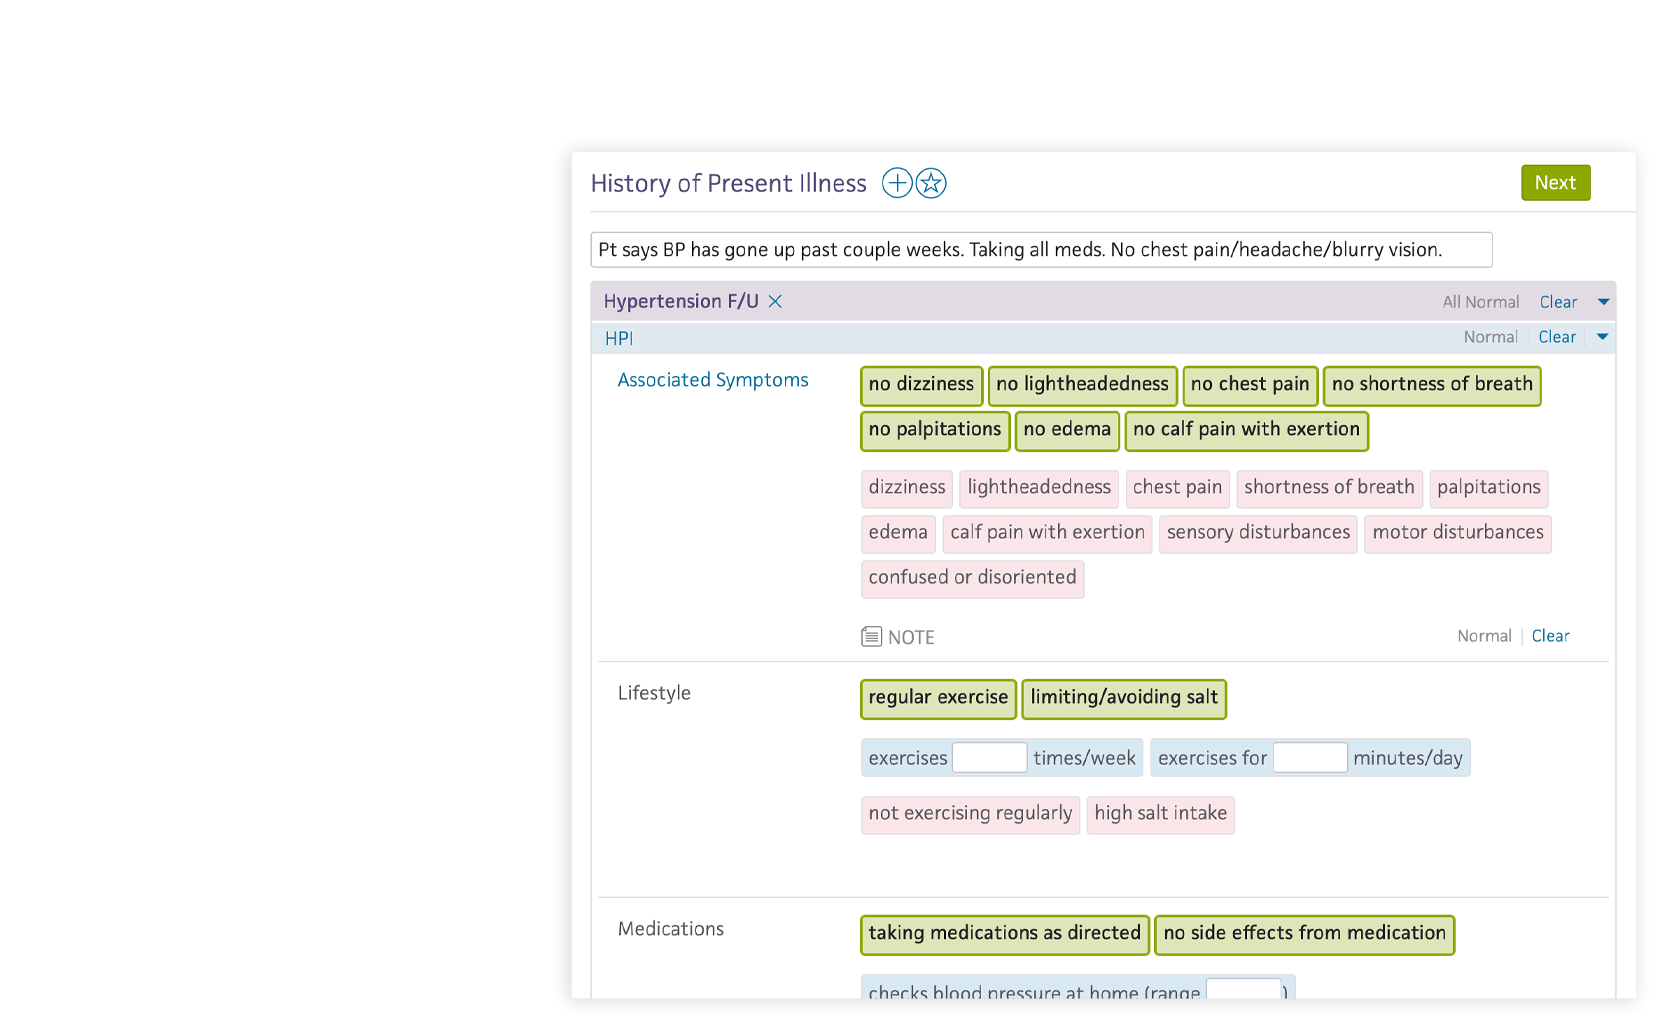 History of Present Illness
Next
Pt says BP has gone up past couple weeks. Taking all meds. No chest pain/headache/blurry vision.
Hypertension F/U All Normal Clear
HPI Normal Clear
Associated Symptoms no dizziness no lightheadedness no chest pain no shortness of breath
no palpitations no edema no calf pain with exertion
dizziness lightheadedness chest pain shortness of breath palpitations
edema calf pain with exertion sensory disturbances motor disturbances
confused or disoriented
NOTE Normal Clear
Lifestyle regular exercise limiting/avoiding salt
exercises times/week exercises for minutes/day
not exercising regularly high salt intake
Medications taking medications as directed no side effects from medication
checks blood pressure at home (range )